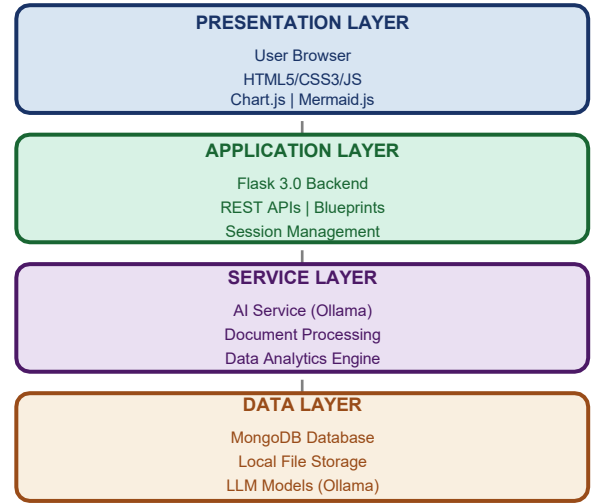 PRESENTATION LAYER
User Browser
HTML5/CSS3/JS
Chart.js | Mermaid.js
APPLICATION LAYER
Flask 3.0 Backend
REST APIs | Blueprints
Session Management
SERVICE LAYER
AI Service (Ollama)
Document Processing
Data Analytics Engine
DATA LAYER
MongoDB Database
Local File Storage
LLM Models (Ollama)